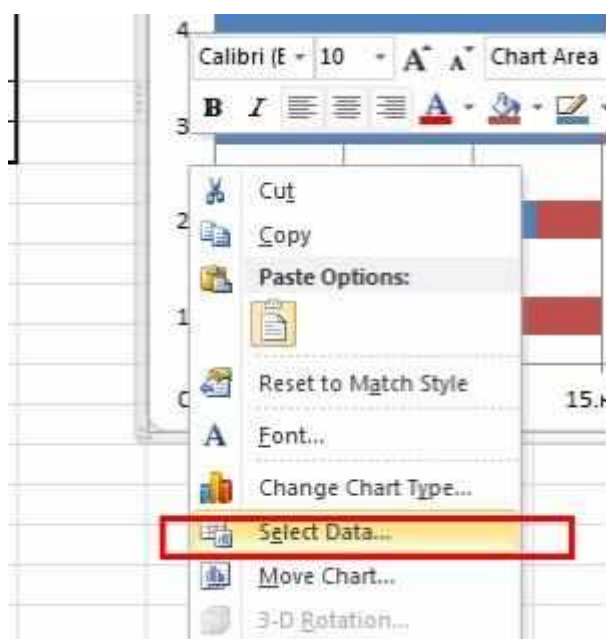 4
Calibri (E 10 A A Chart Area
B I A
3
Cut
2
Copy
Paste Options:
1
Reset to Match Style
15.
A Font...
Change Chart Type...
Select Data...
Move Chart...
3-D Rotation...